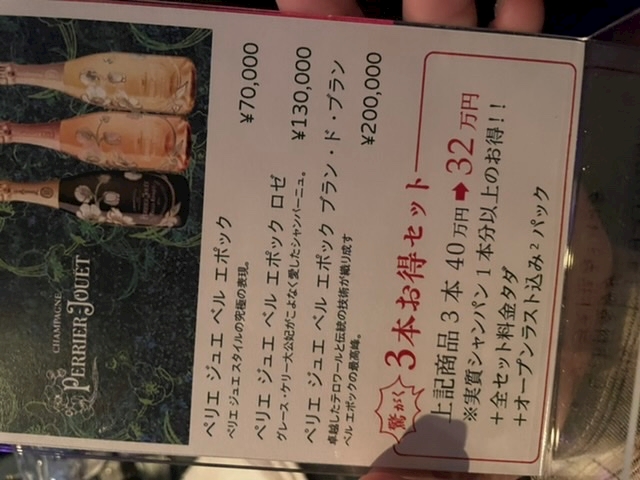 CHAMPAGNE
PERRIER-JOUËT
ペリエ ジュエ ベル エポック ¥70,000
ペリエ ジュエスタイルの究極の表現。
ペリエ ジュエ ベル エポック ロゼ ¥130,000
グレース・ケリー大公妃がこよなく愛したシャンパーニュ。
ペリエ ジュエ ベル エポック ブラン・ド・ブラン
¥200,000
卓越したテロワールと伝統の技術が織り成す
ベル エポックの最高峰。
驚がく 3本お得セット
上記商品3本 40万円➡32万円
※実質シャンパン1本分以上のお得!!
+全セット料金タダ
+オープンラスト込み²パック